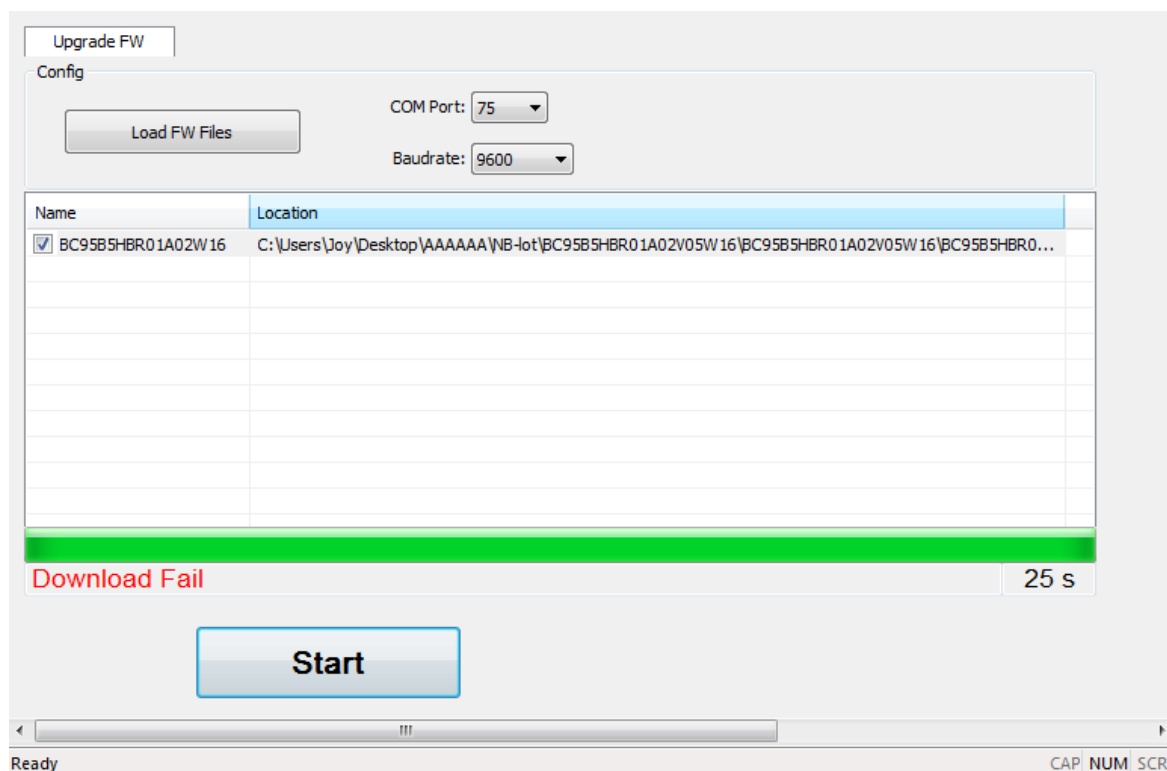 Upgrade FW
Config
Load FW Files
COM Port: 75
Baudrate: 9600
Name Location
BC95B5HBR01A02W16 C:\Users\Joy\Desktop\AAAAAA\NB-lot\BC95B5HBR01A02V05W16\BC95B5HBR01A02V05W16\BC95B5HBR0...
Download Fail 25 s
Start
Ready CAP NUM SCR